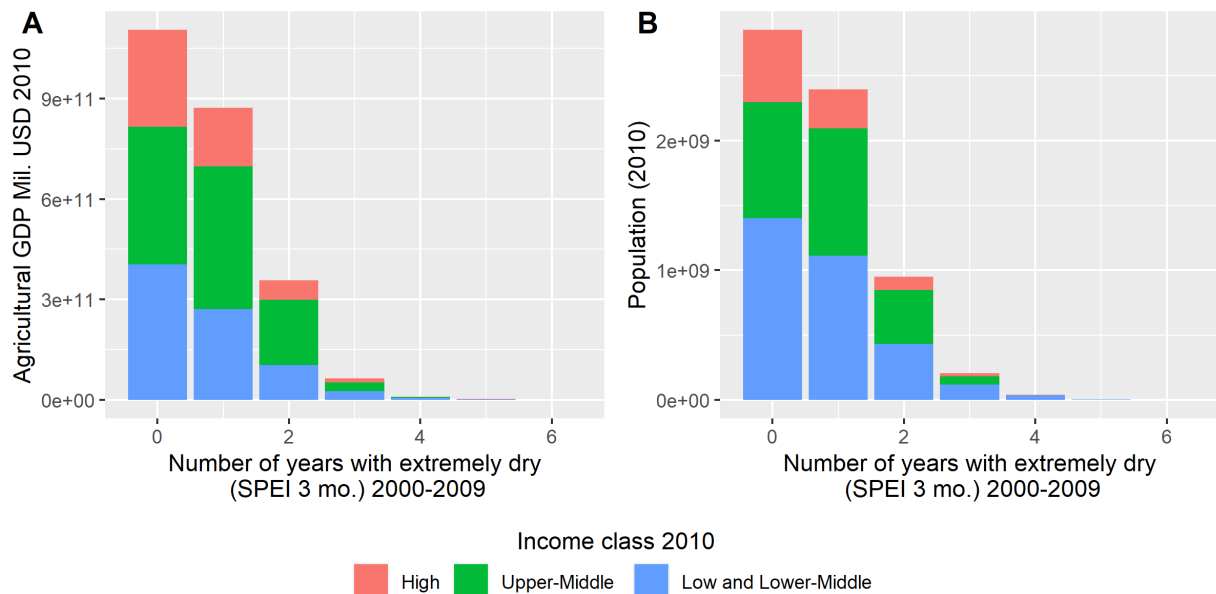 A
Agricultural GDP Mil. USD 2010
9e+11
6e+11
3e+11
0e+00
0 2 4 6
Number of years with extremely dry
(SPEI 3 mo.) 2000-2009
B
Population (2010)
2e+09
1e+09
0e+00
0 2 4 6
Number of years with extremely dry
(SPEI 3 mo.) 2000-2009
Income class 2010
High Upper-Middle Low and Lower-Middle